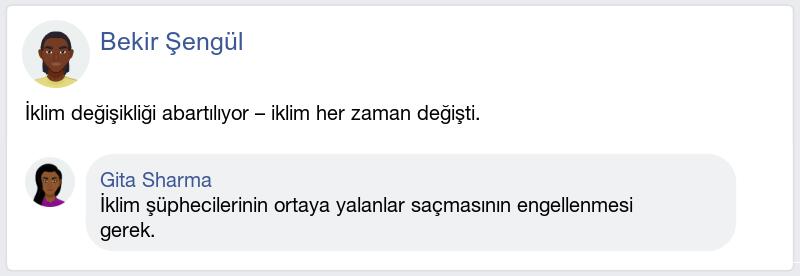 Bekir Şengül
İklim değişikliği abartılıyor – iklim her zaman değişti.
Gita Sharma
İklim şüphecilerinin ortaya yalanlar saçmasının engellenmesi
gerek.